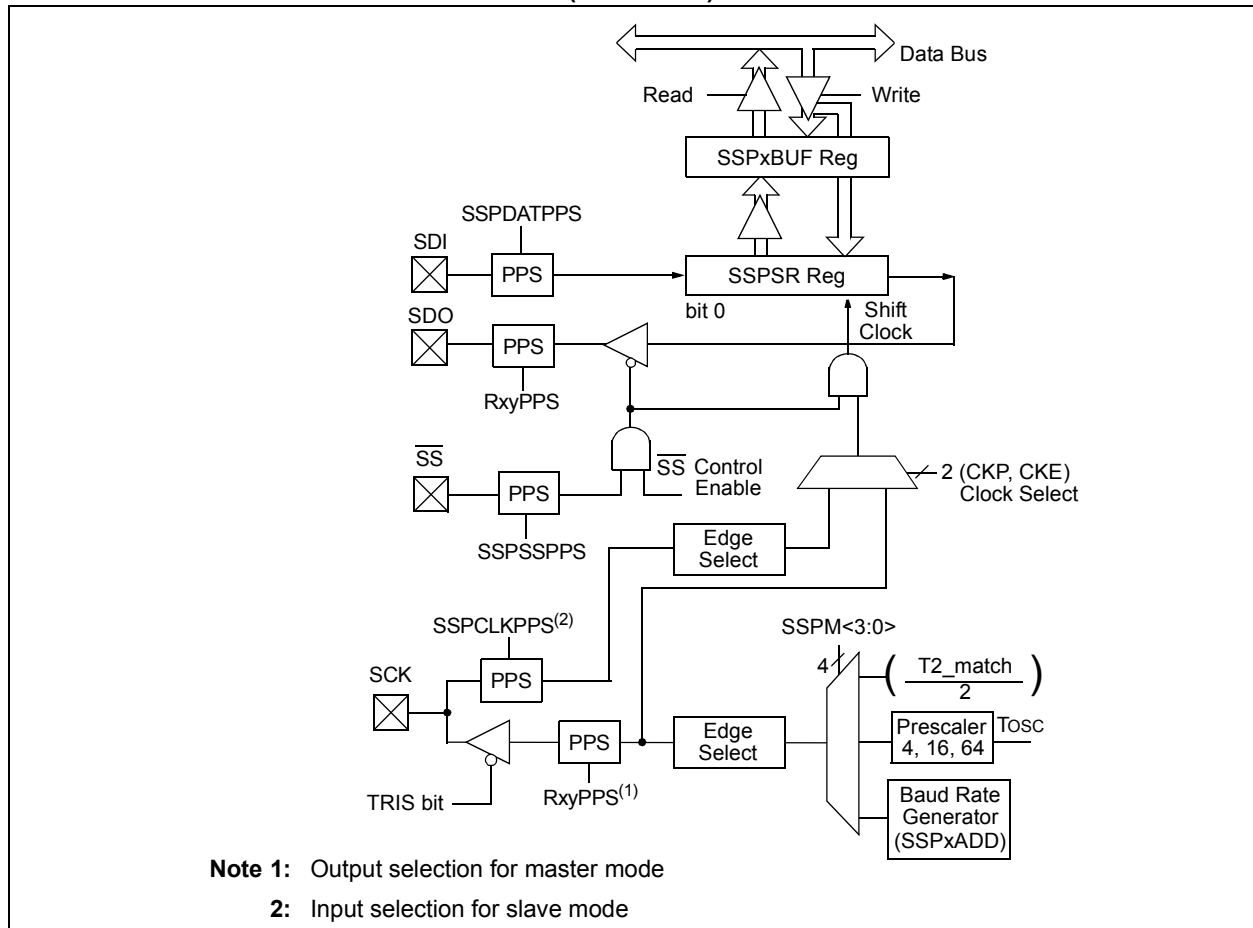 Data Bus
Read
Write
SSPxBUF Reg
SSPDATPPS
SDI
PPS
SSPSR Reg
bit 0
Shift
Clock
SDO
PPS
RxyPPS
SS
PPS
SSPSSPPS
SS Control
Enable
2 (CKP, CKE)
Clock Select
Edge
Select
SSPCLKPPS(2)
SCK
PPS
SSPM<3:0>
4
( T2_match
2 )
Prescaler
4, 16, 64
TOSC
Edge
Select
PPS
RxyPPS(1)
TRIS bit
Baud Rate
Generator
(SSPxADD)
Note 1: Output selection for master mode
2: Input selection for slave mode